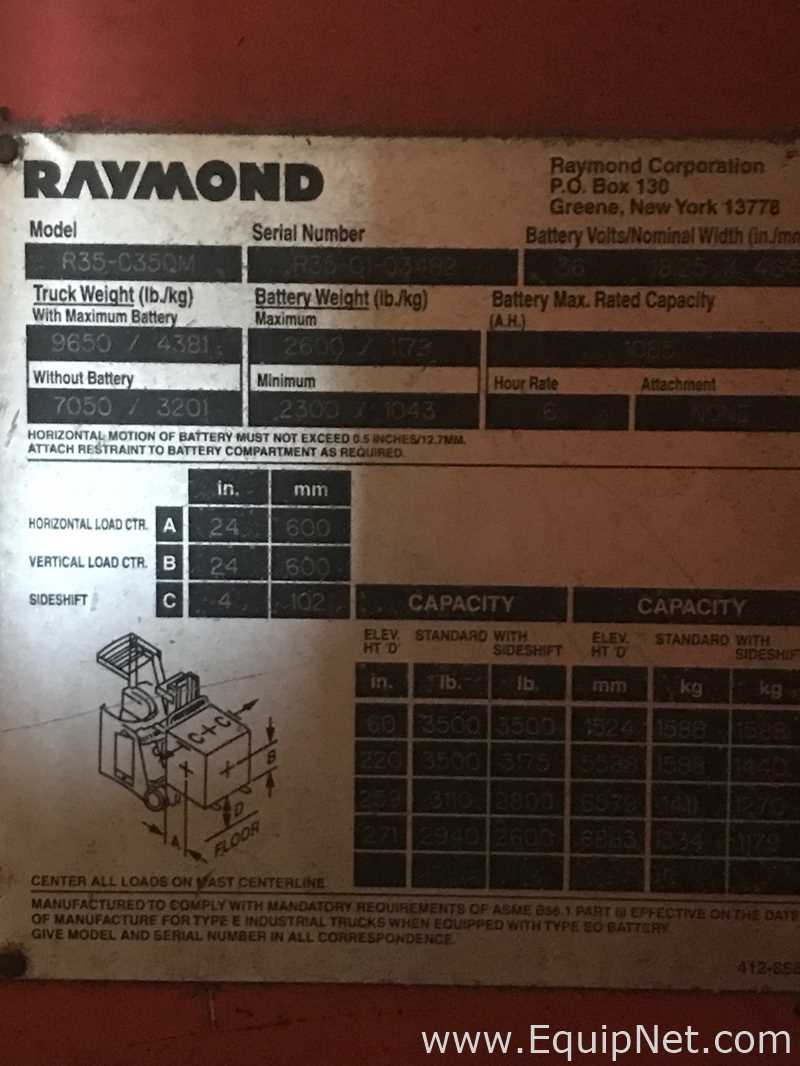 RAYMOND
Raymond Corporation
P.O. Box 130
Greene, New York 13778
Model Serial Number Battery Volts/Nominal Width (in./mm
R35-C35QM 36
Truck Weight (lb./kg) Battery Weight (lb./kg) Battery Max. Rated Capacity
With Maximum Battery Maximum (A.H.)
9650 / 4381 2600 / 1179 1085
Without Battery Minimum Hour Rate Attachment
7050 / 3201 2300 / 1043 6 NONE
HORIZONTAL MOTION OF BATTERY MUST NOT EXCEED 0.5 INCHES/12.7MM.
ATTACH RESTRAINT TO BATTERY COMPARTMENT AS REQUIRED.
in. mm
HORIZONTAL LOAD CTR. A 24 600
VERTICAL LOAD CTR. B 24 600
SIDESHIFT C 4 102
CAPACITY CAPACITY
ELEV. HT 'D' STANDARD WITH SIDESHIFT ELEV. HT 'D' STANDARD WITH SIDESHIFT
in. lb. lb. mm kg kg
60 3500 3500 1524 1588 1588
220 3500 3175 5588 1588 1440
259 3110 2800 6579 1411 1270
271 2940 2600 6883 1334 1179
C+C
B
D
A
FLOOR
CENTER ALL LOADS ON MAST CENTERLINE
MANUFACTURED TO COMPLY WITH MANDATORY REQUIREMENTS OF ASME B56.1 PART III EFFECTIVE ON THE DATE
OF MANUFACTURE FOR TYPE E INDUSTRIAL TRUCKS WHEN EQUIPPED WITH TYPE EO BATTERY.
GIVE MODEL AND SERIAL NUMBER IN ALL CORRESPONDENCE.
www.EquipNet.com